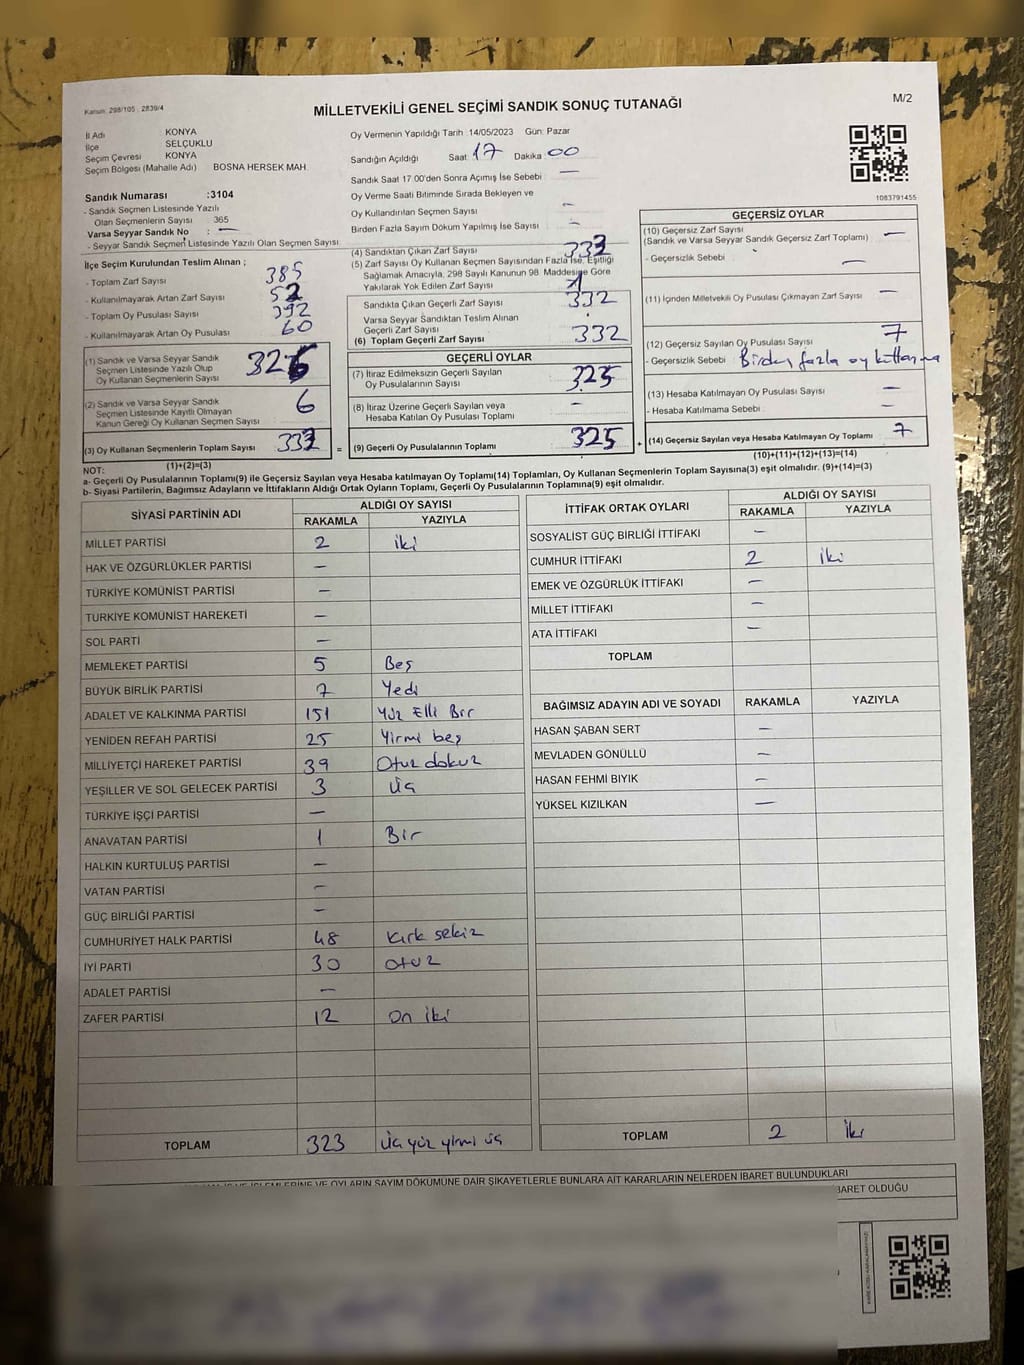 Kanun: 298/105 , 2839/4
MİLLETVEKİLİ GENEL SEÇİMİ SANDIK SONUÇ TUTANAĞI
M/2
İl Adı KONYA
İlçe SELÇUKLU
Seçim Çevresi KONYA
Seçim Bölgesi (Mahalle Adı) BOSNA HERSEK MAH.
Sandık Numarası :3104
- Sandık Seçmen Listesinde Yazılı
Olan Seçmenlerin Sayısı 365
Varsa Seyyar Sandık No : —
- Seyyar Sandık Seçmen Listesinde Yazılı Olan Seçmen Sayısı:
Oy Vermenin Yapıldığı Tarih :14/05/2023 Gün: Pazar
Sandığın Açıldığı Saat: 17 Dakika: 00
Sandık Saat 17.00'den Sonra Açımış İse Sebebi : —
Oy Verme Saati Bitiminde Sırada Bekleyen ve
Oy Kullandırılan Seçmen Sayısı : —
Birden Fazla Sayım Döküm Yapılmış İse Sayısı : —
1083791455
İlçe Seçim Kurulundan Teslim Alınan ;
- Toplam Zarf Sayısı 385
- Kullanılmayarak Artan Zarf Sayısı 52
- Toplam Oy Pusulası Sayısı 392
- Kullanılmayarak Artan Oy Pusulası 60
(1) Sandık ve Varsa Seyyar Sandık
Seçmen Listesinde Yazılı Olup
Oy Kullanan Seçmenlerin Sayısı 326
(2) Sandık ve Varsa Seyyar Sandık
Seçmen Listesinde Kayıtlı Olmayan
Kanun Gereği Oy Kullanan Seçmen Sayısı 6
(3) Oy Kullanan Seçmenlerin Toplam Sayısı 332 =
(1)+(2)=(3)
(4) Sandıktan Çıkan Zarf Sayısı 333
(5) Zarf Sayısı Oy Kullanan Seçmen Sayısından Fazla İse, Eşitliği
Sağlamak Amacıyla, 298 Sayılı Kanunun 98. Maddesine Göre
Yakılarak Yok Edilen Zarf Sayısı 1
Sandıkta Çıkan Geçerli Zarf Sayısı 332
Varsa Seyyar Sandıktan Teslim Alınan
Geçerli Zarf Sayısı
(6) Toplam Geçerli Zarf Sayısı 332
GEÇERLİ OYLAR
(7) İtiraz Edilmeksizin Geçerli Sayılan
Oy Pusulalarının Sayısı 325
(8) İtiraz Üzerine Geçerli Sayılan veya
Hesaba Katılan Oy Pusulası Toplamı —
(9) Geçerli Oy Pusulalarının Toplamı 325 +
GEÇERSİZ OYLAR
(10) Geçersiz Zarf Sayısı
(Sandık ve Varsa Seyyar Sandık Geçersiz Zarf Toplamı) —
- Geçersizlik Sebebi : —
(11) İçinden Milletvekili Oy Pusulası Çıkmayan Zarf Sayısı —
(12) Geçersiz Sayılan Oy Pusulası Sayısı 7
- Geçersizlik Sebebi : Birden fazla oy
(13) Hesaba Katılmayan Oy Pusulası Sayısı —
- Hesaba Katılmama Sebebi : —
(14) Geçersiz Sayılan veya Hesaba Katılmayan Oy Toplamı 7
(10)+(11)+(12)+(13)=(14)
NOT:
a- Geçerli Oy Pusulaları Toplamı(9) ile Geçersiz Sayılan veya Hesaba katılmayan Oy Toplamı(14) Toplamları, Oy Kullanan Seçmenlerin Toplam Sayısına(3) eşit olmalıdır. (9)+(14)=(3)
b- Siyasi Partilerin, Bağımsız Adayların ve İttifakların Aldığı Ortak Oyların Toplamı, Geçerli Oy Pusulalarının Toplamına(9) eşit olmalıdır.
SİYASİ PARTİNİN ADI ALDIĞI OY SAYISI
RAKAMLA YAZIYLA
MİLLET PARTİSİ 2 iki
HAK VE ÖZGÜRLÜKLER PARTİSİ —
TÜRKİYE KOMÜNİST PARTİSİ —
TÜRKİYE KOMÜNİST HAREKETİ —
SOL PARTİ —
MEMLEKET PARTİSİ 5 Beş
BÜYÜK BİRLİK PARTİSİ 7 Yedi
ADALET VE KALKINMA PARTİSİ 151 Yüz Elli Bir
YENİDEN REFAH PARTİSİ 25 Yirmi beş
MİLLİYETÇİ HAREKET PARTİSİ 39 Otuz dokuz
YEŞİLLER VE SOL GELECEK PARTİSİ 3 üç
TÜRKİYE İŞÇİ PARTİSİ —
ANAVATAN PARTİSİ 1 Bir
HALKIN KURTULUŞ PARTİSİ —
VATAN PARTİSİ —
GÜÇ BİRLİĞİ PARTİSİ —
CUMHURİYET HALK PARTİSİ 48 kırk sekiz
İYİ PARTİ 30 otuz
ADALET PARTİSİ —
ZAFER PARTİSİ 12 on iki
TOPLAM 323 üç yüz yirmi üç
İTTİFAK ORTAK OYLARI ALDIĞI OY SAYISI
RAKAMLA YAZIYLA
SOSYALİST GÜÇ BİRLİĞİ İTTİFAKI —
CUMHUR İTTİFAKI 2 iki
EMEK VE ÖZGÜRLÜK İTTİFAKI —
MİLLET İTTİFAKI —
ATA İTTİFAKI —
TOPLAM
BAĞIMSIZ ADAYIN ADI VE SOYADI RAKAMLA YAZIYLA
HASAN ŞABAN SERT —
MEVLADEN GÖNÜLLÜ —
HASAN FEHMİ BIYIK —
YÜKSEL KIZILKAN —
TOPLAM 2 iki
İŞLEMLERİNE VE OYLARIN SAYIM DÖKÜMÜNE DAİR ŞİKAYETLERLE BUNLARA AİT KARARLARIN NELERDEN İBARET BULUNDUKLARI
BARET OLDUĞU